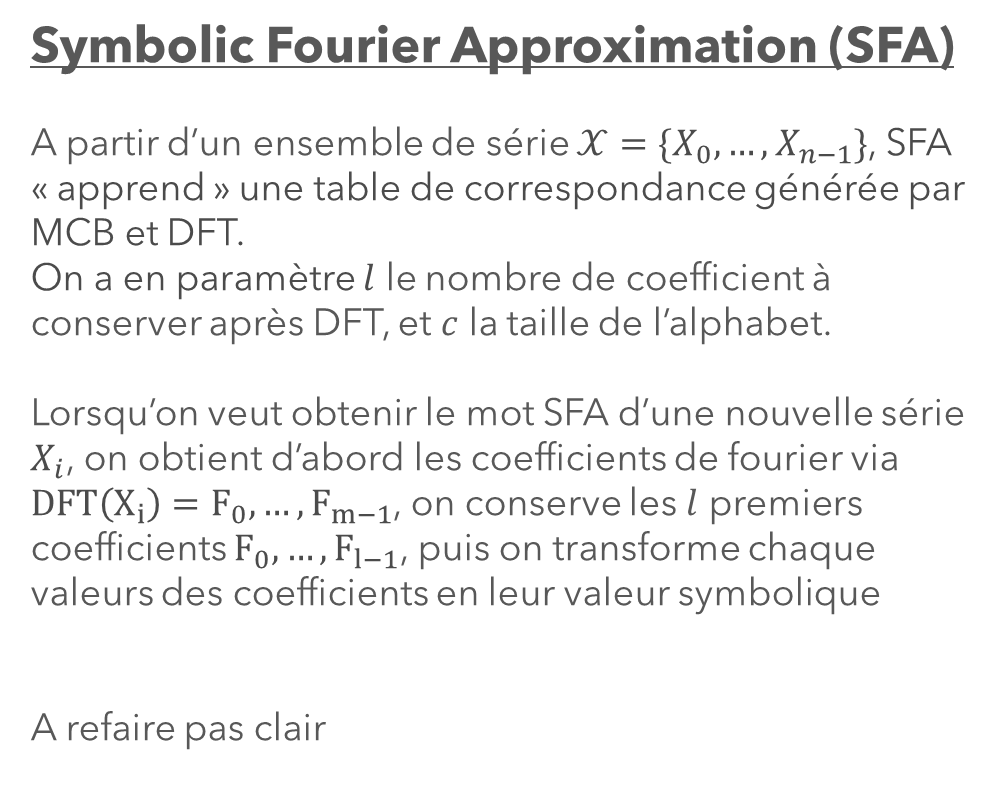 Symbolic Fourier Approximation (SFA)
A partir d’un ensemble de série 𝒳 = {X₀, … , Xₙ₋₁}, SFA
« apprend » une table de correspondance générée par
MCB et DFT.
On a en paramètre l le nombre de coefficient à
conserver après DFT, et c la taille de l’alphabet.
Lorsqu’on veut obtenir le mot SFA d’une nouvelle série
Xᵢ, on obtient d’abord les coefficients de fourier via
DFT(Xᵢ) = F₀, … , Fₘ₋₁, on conserve les l premiers
coefficients F₀, … , Fₗ₋₁, puis on transforme chaque
valeurs des coefficients en leur valeur symbolique
A refaire pas clair